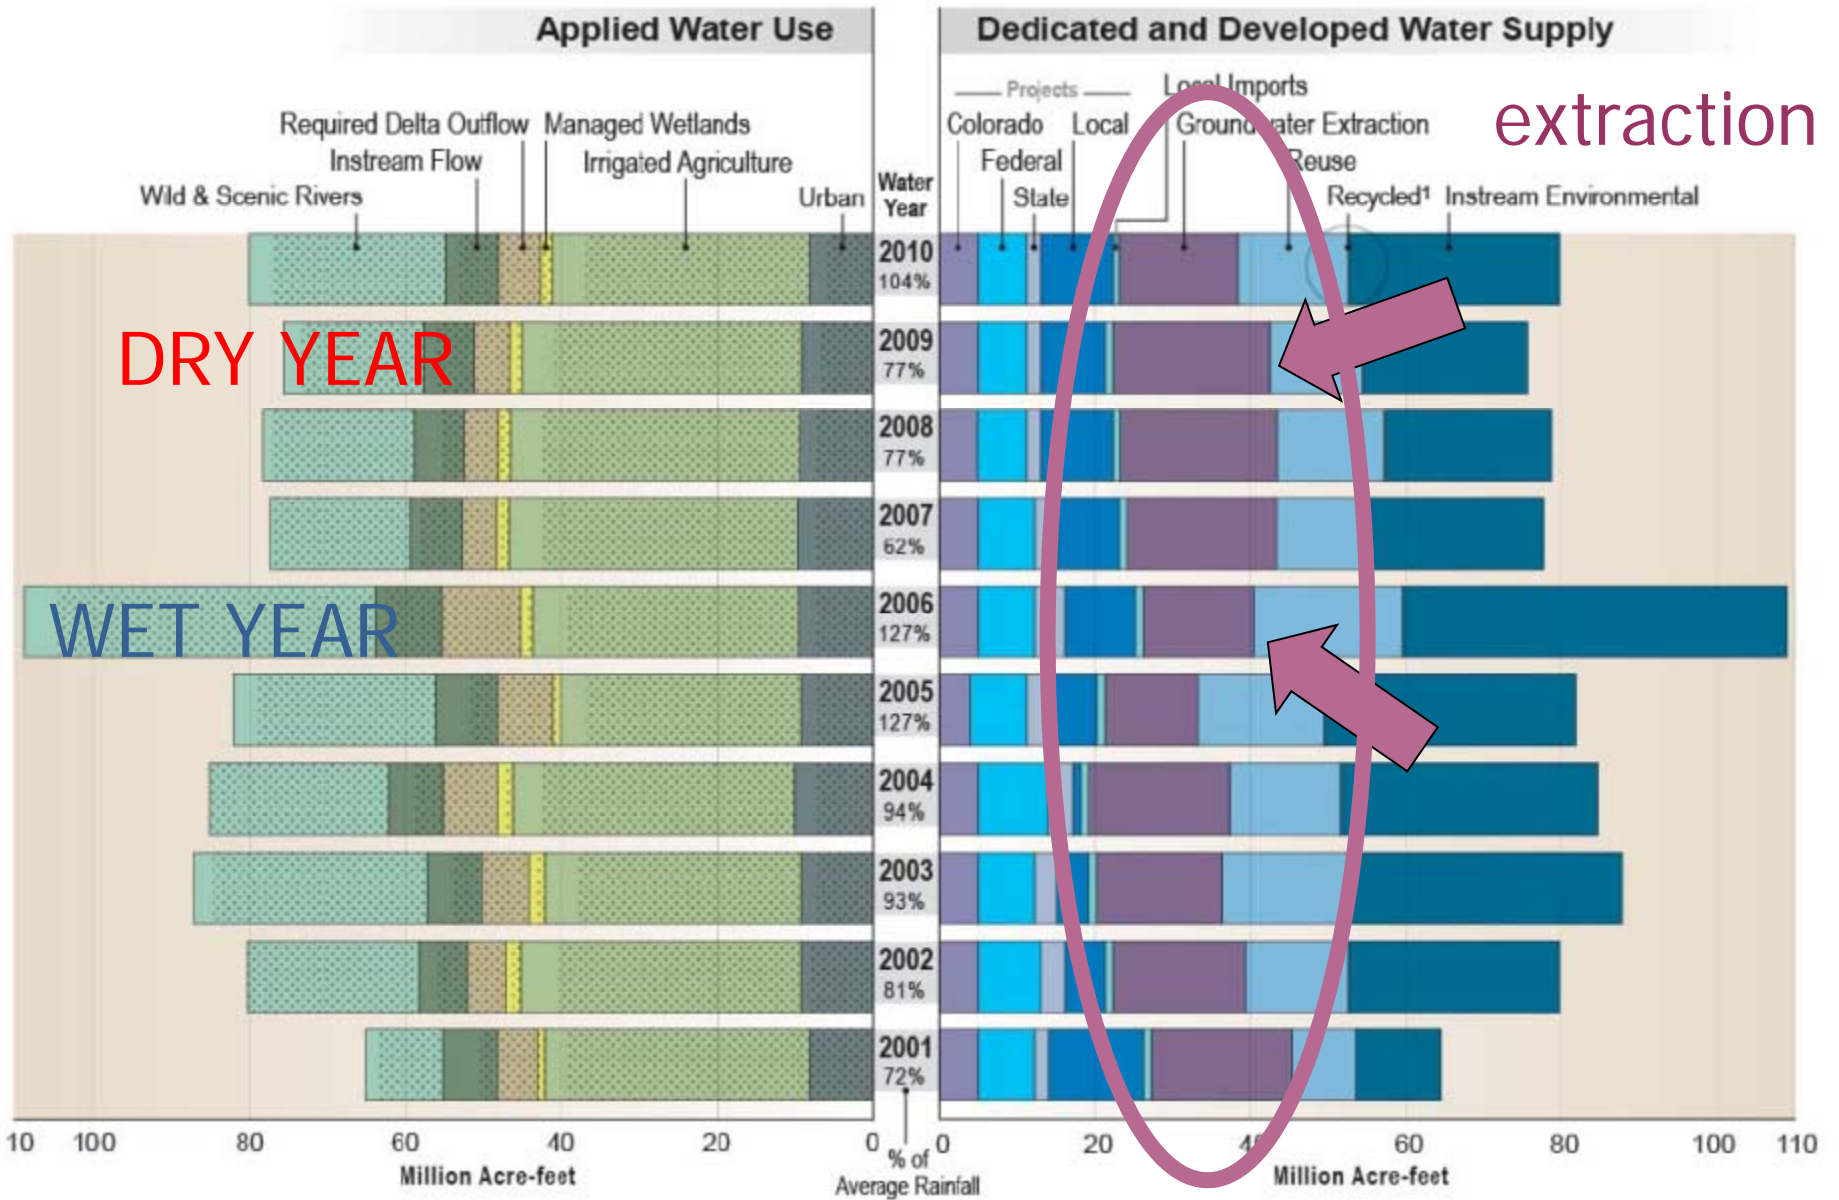 Applied Water Use
Dedicated and Developed Water Supply
extraction
Required Delta Outflow
Managed Wetlands
Instream Flow
Irrigated Agriculture
Wild & Scenic Rivers
Urban
Water
Year
Projects
Local Imports
Colorado
Local
Groundwater Extraction
Federal
Reuse
State
Recycled¹
Instream Environmental
2010
104%
DRY YEAR
2009
77%
2008
77%
2007
62%
WET YEAR
2006
127%
2005
127%
2004
94%
2003
93%
2002
81%
2001
72%
10 100 80 60 40 20 0
0 20 40 60 80 100 110
Million Acre-feet
% of
Average Rainfall
Million Acre-feet